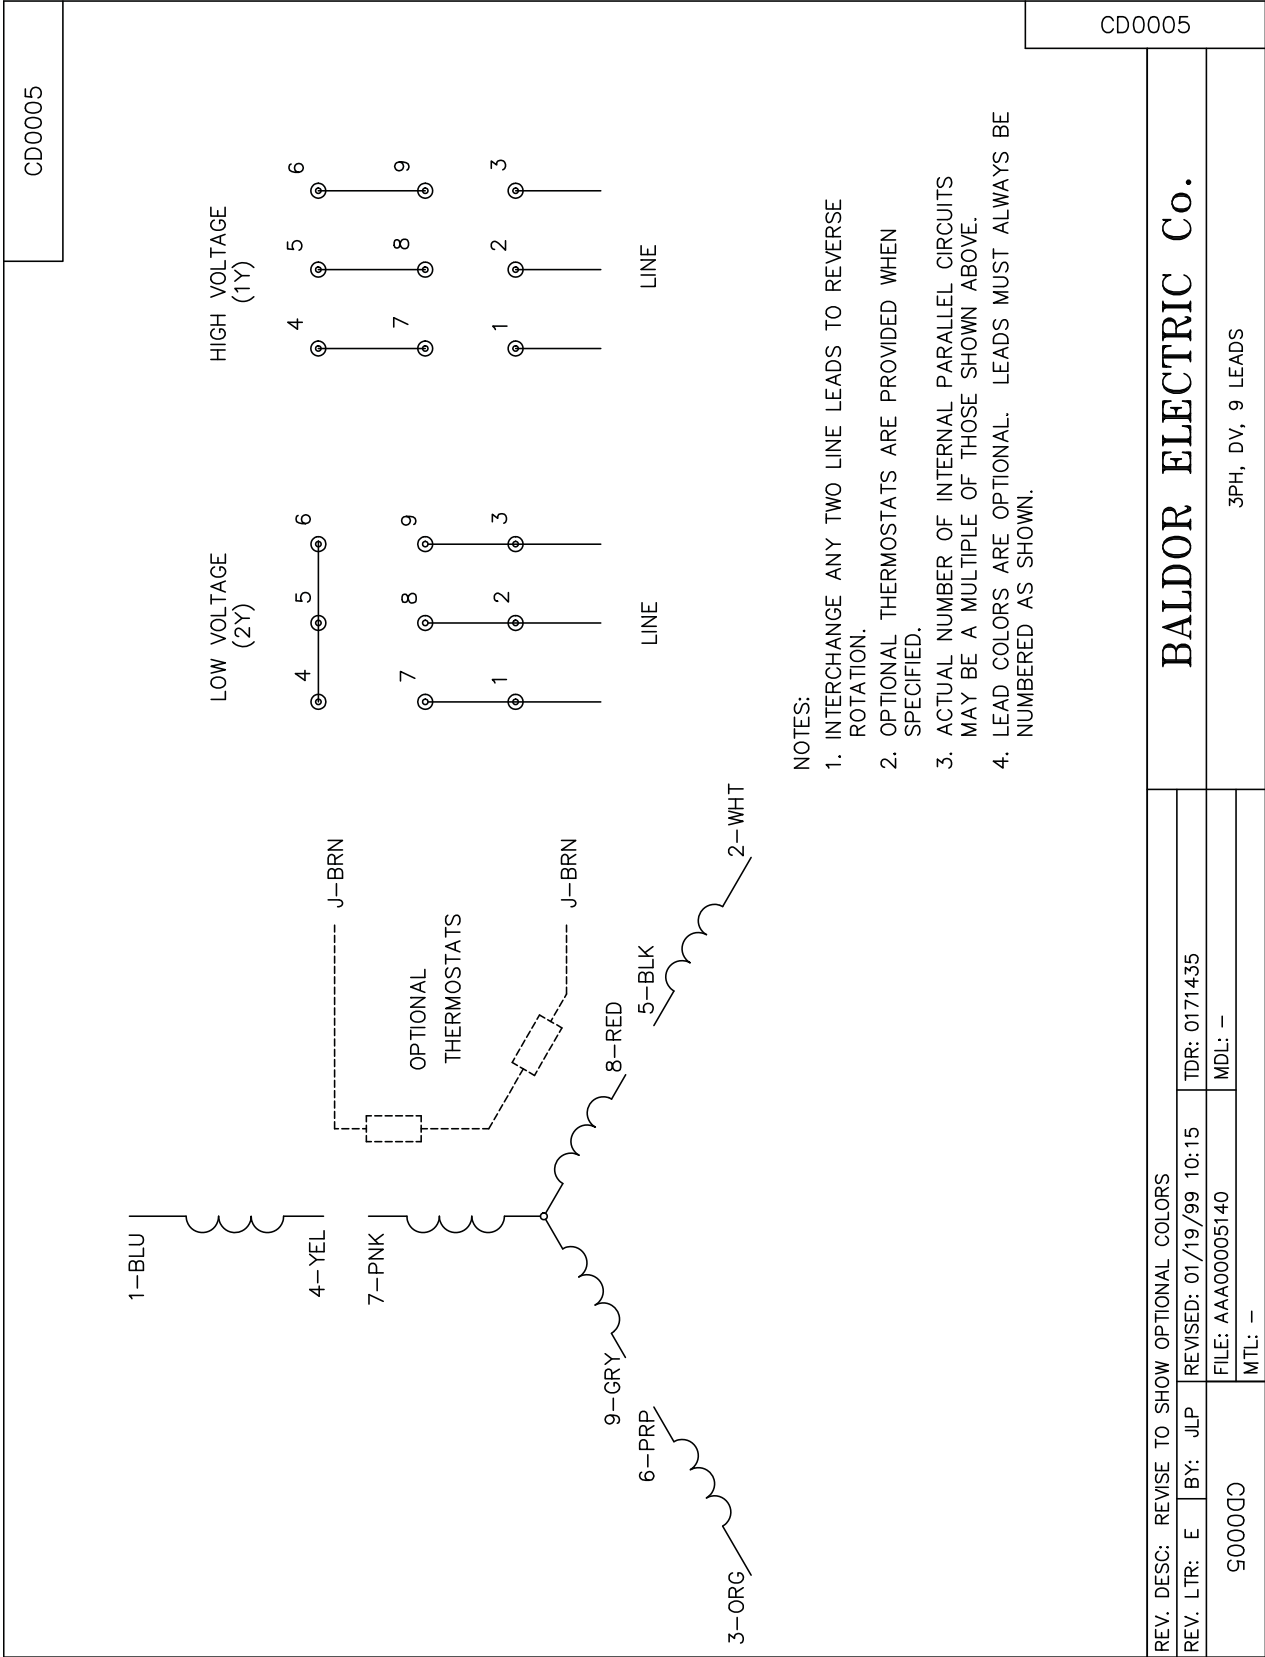 CD0005
1-BLU
4-YEL
7-PNK
9-GRY
6-PRP
3-ORG
8-RED
5-BLK
2-WHT
J-BRN
OPTIONAL
THERMOSTATS
J-BRN
LOW VOLTAGE
(2Y)
4 5 6
7 8 9
1 2 3
LINE
HIGH VOLTAGE
(1Y)
4 5 6
7 8 9
1 2 3
LINE
NOTES:
1. INTERCHANGE ANY TWO LINE LEADS TO REVERSE
ROTATION.
2. OPTIONAL THERMOSTATS ARE PROVIDED WHEN
SPECIFIED.
3. ACTUAL NUMBER OF INTERNAL PARALLEL CIRCUITS
MAY BE A MULTIPLE OF THOSE SHOWN ABOVE.
4. LEAD COLORS ARE OPTIONAL. LEADS MUST ALWAYS BE
NUMBERED AS SHOWN.
CD0005
REV. DESC: REVISE TO SHOW OPTIONAL COLORS
REV. LTR: E BY: JLP REVISED: 01/19/99 10:15 TDR: 0171435
CD0005
FILE: AAA00005140 MDL: -
MTL: -
BALDOR ELECTRIC Co.
3PH, DV, 9 LEADS